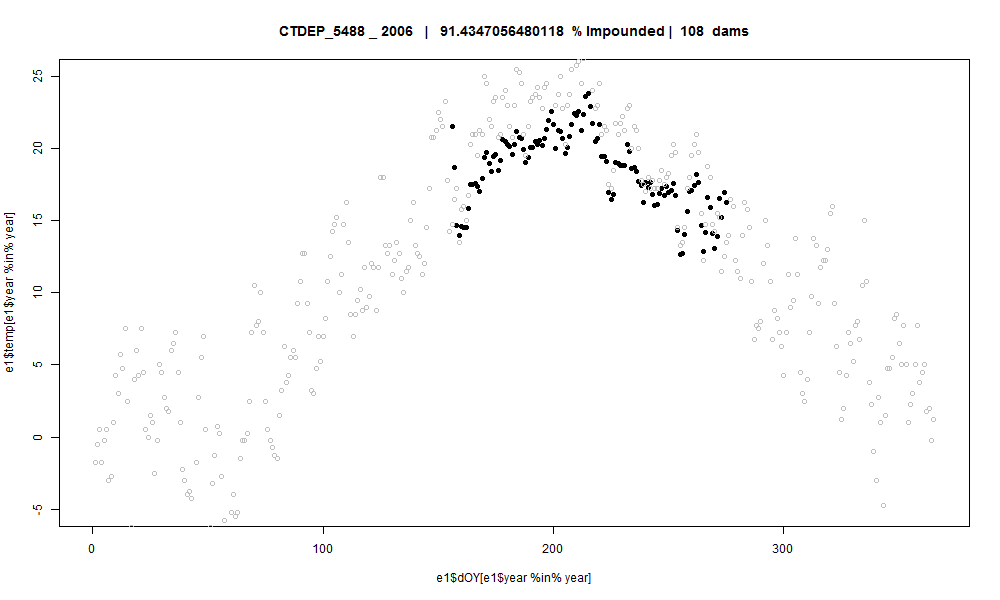 CTDEP_5488 _ 2006 | 91.4347056480118 % Impounded | 108 dams
25
20
15
10
5
0
-5
e1$temp[e1$year %in% year]
0 100 200 300
e1$dOY[e1$year %in% year]